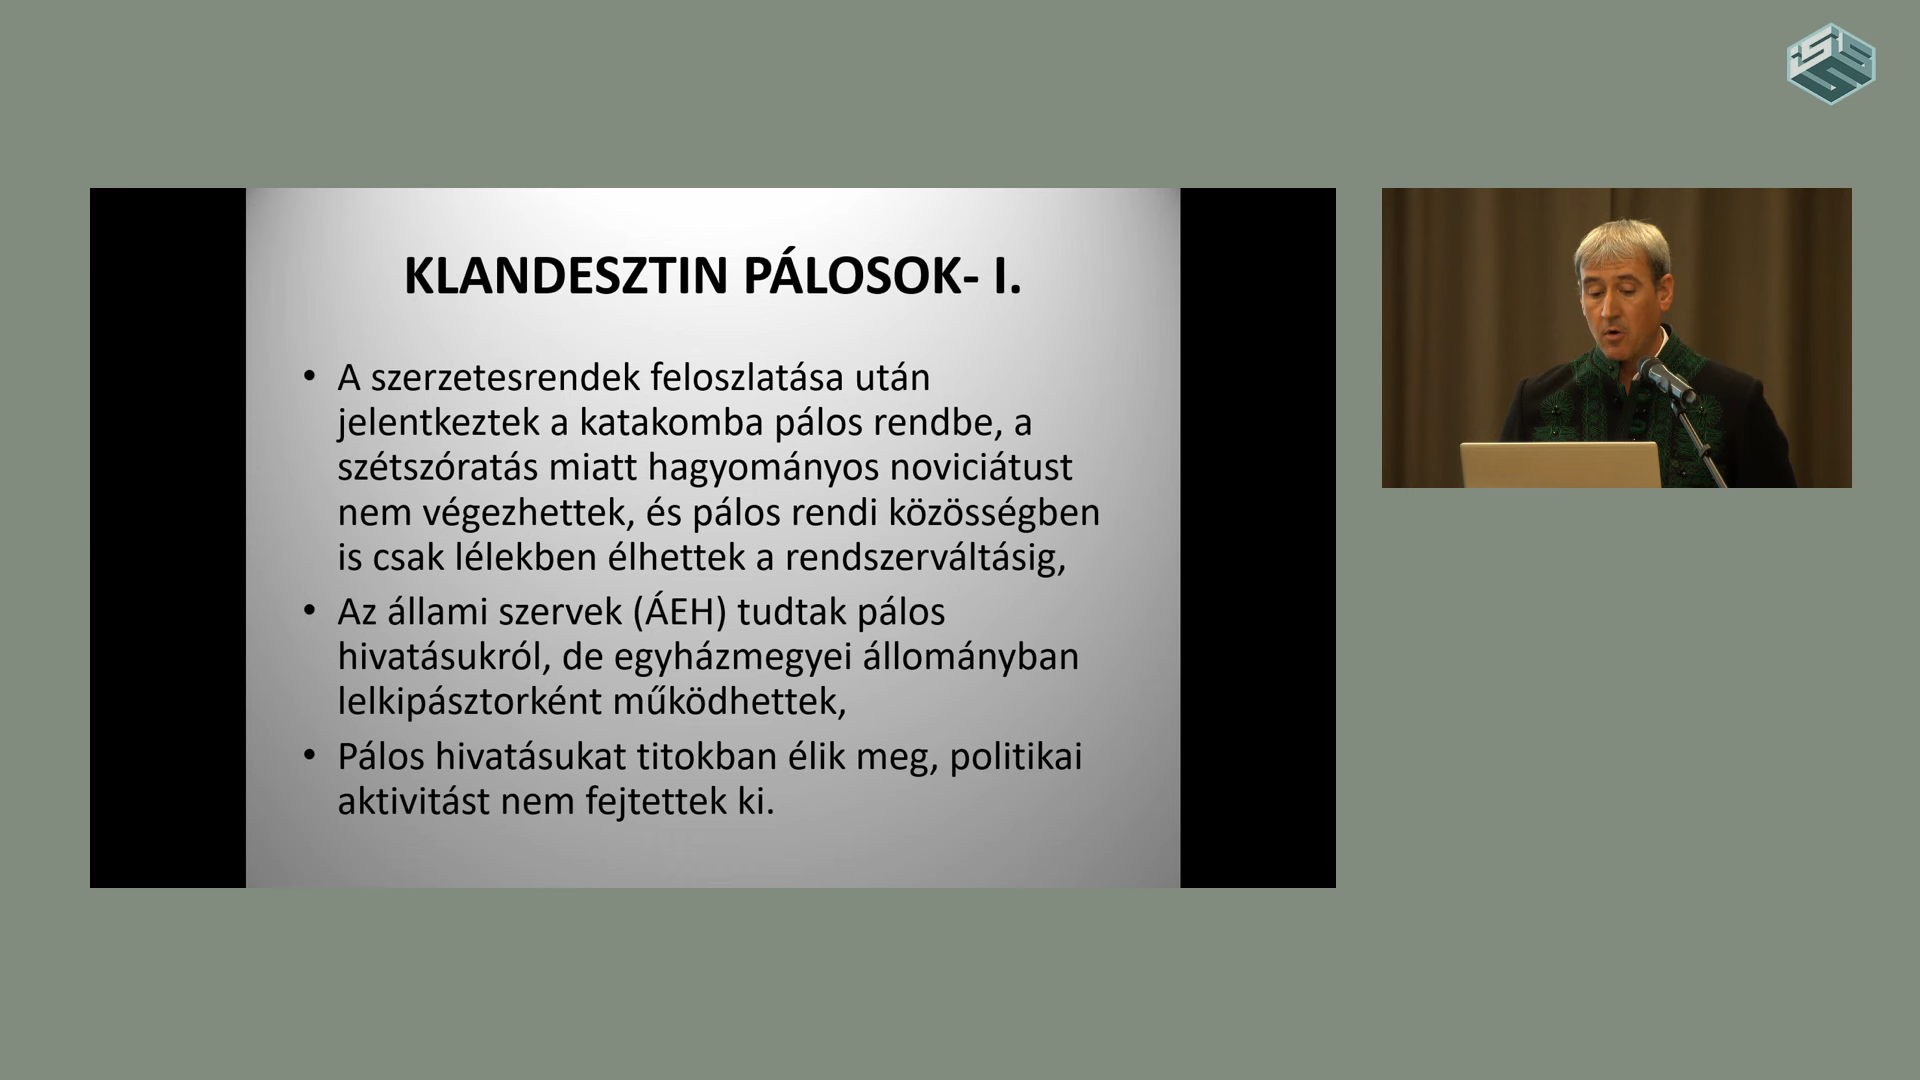 KLANDESZTIN PÁLOSOK- I.
• A szerzetesrendek feloszlatása után
jelentkeztek a katakomba pálos rendbe, a
szétszóratás miatt hagyományos noviciátust
nem végezhettek, és pálos rendi közösségben
is csak lélekben élhettek a rendszerváltásig,
• Az állami szervek (ÁEH) tudtak pálos
hivatásukról, de egyházmegyei állományban
lelkipásztorként működhettek,
• Pálos hivatásukat titokban élik meg, politikai
aktivitást nem fejtettek ki.